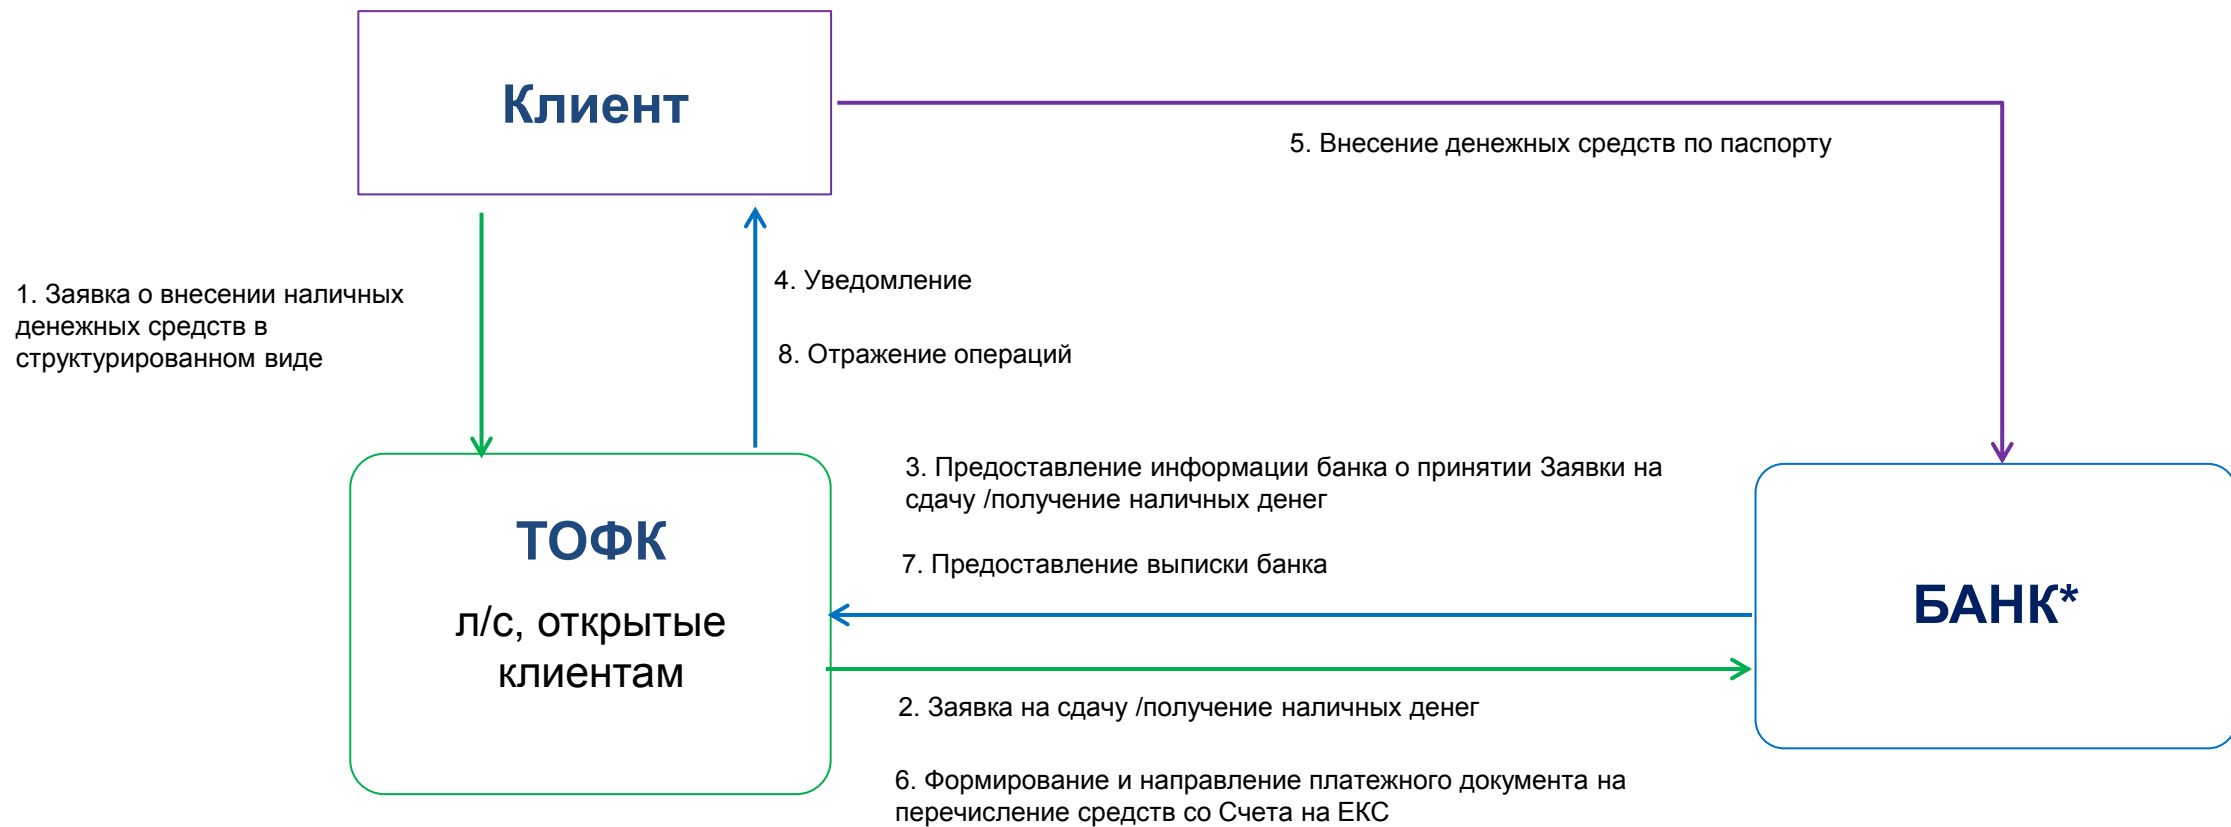 Клиент
5. Внесение денежных средств по паспорту
1. Заявка о внесении наличных
денежных средств в
структурированном виде
4. Уведомление
8. Отражение операций
ТОФК
л/с, открытые
клиентам
3. Предоставление информации банка о принятии Заявки на
сдачу /получение наличных денег
7. Предоставление выписки банка
БАНК*
2. Заявка на сдачу /получение наличных денег
6. Формирование и направление платежного документа на
перечисление средств со Счета на ЕКС